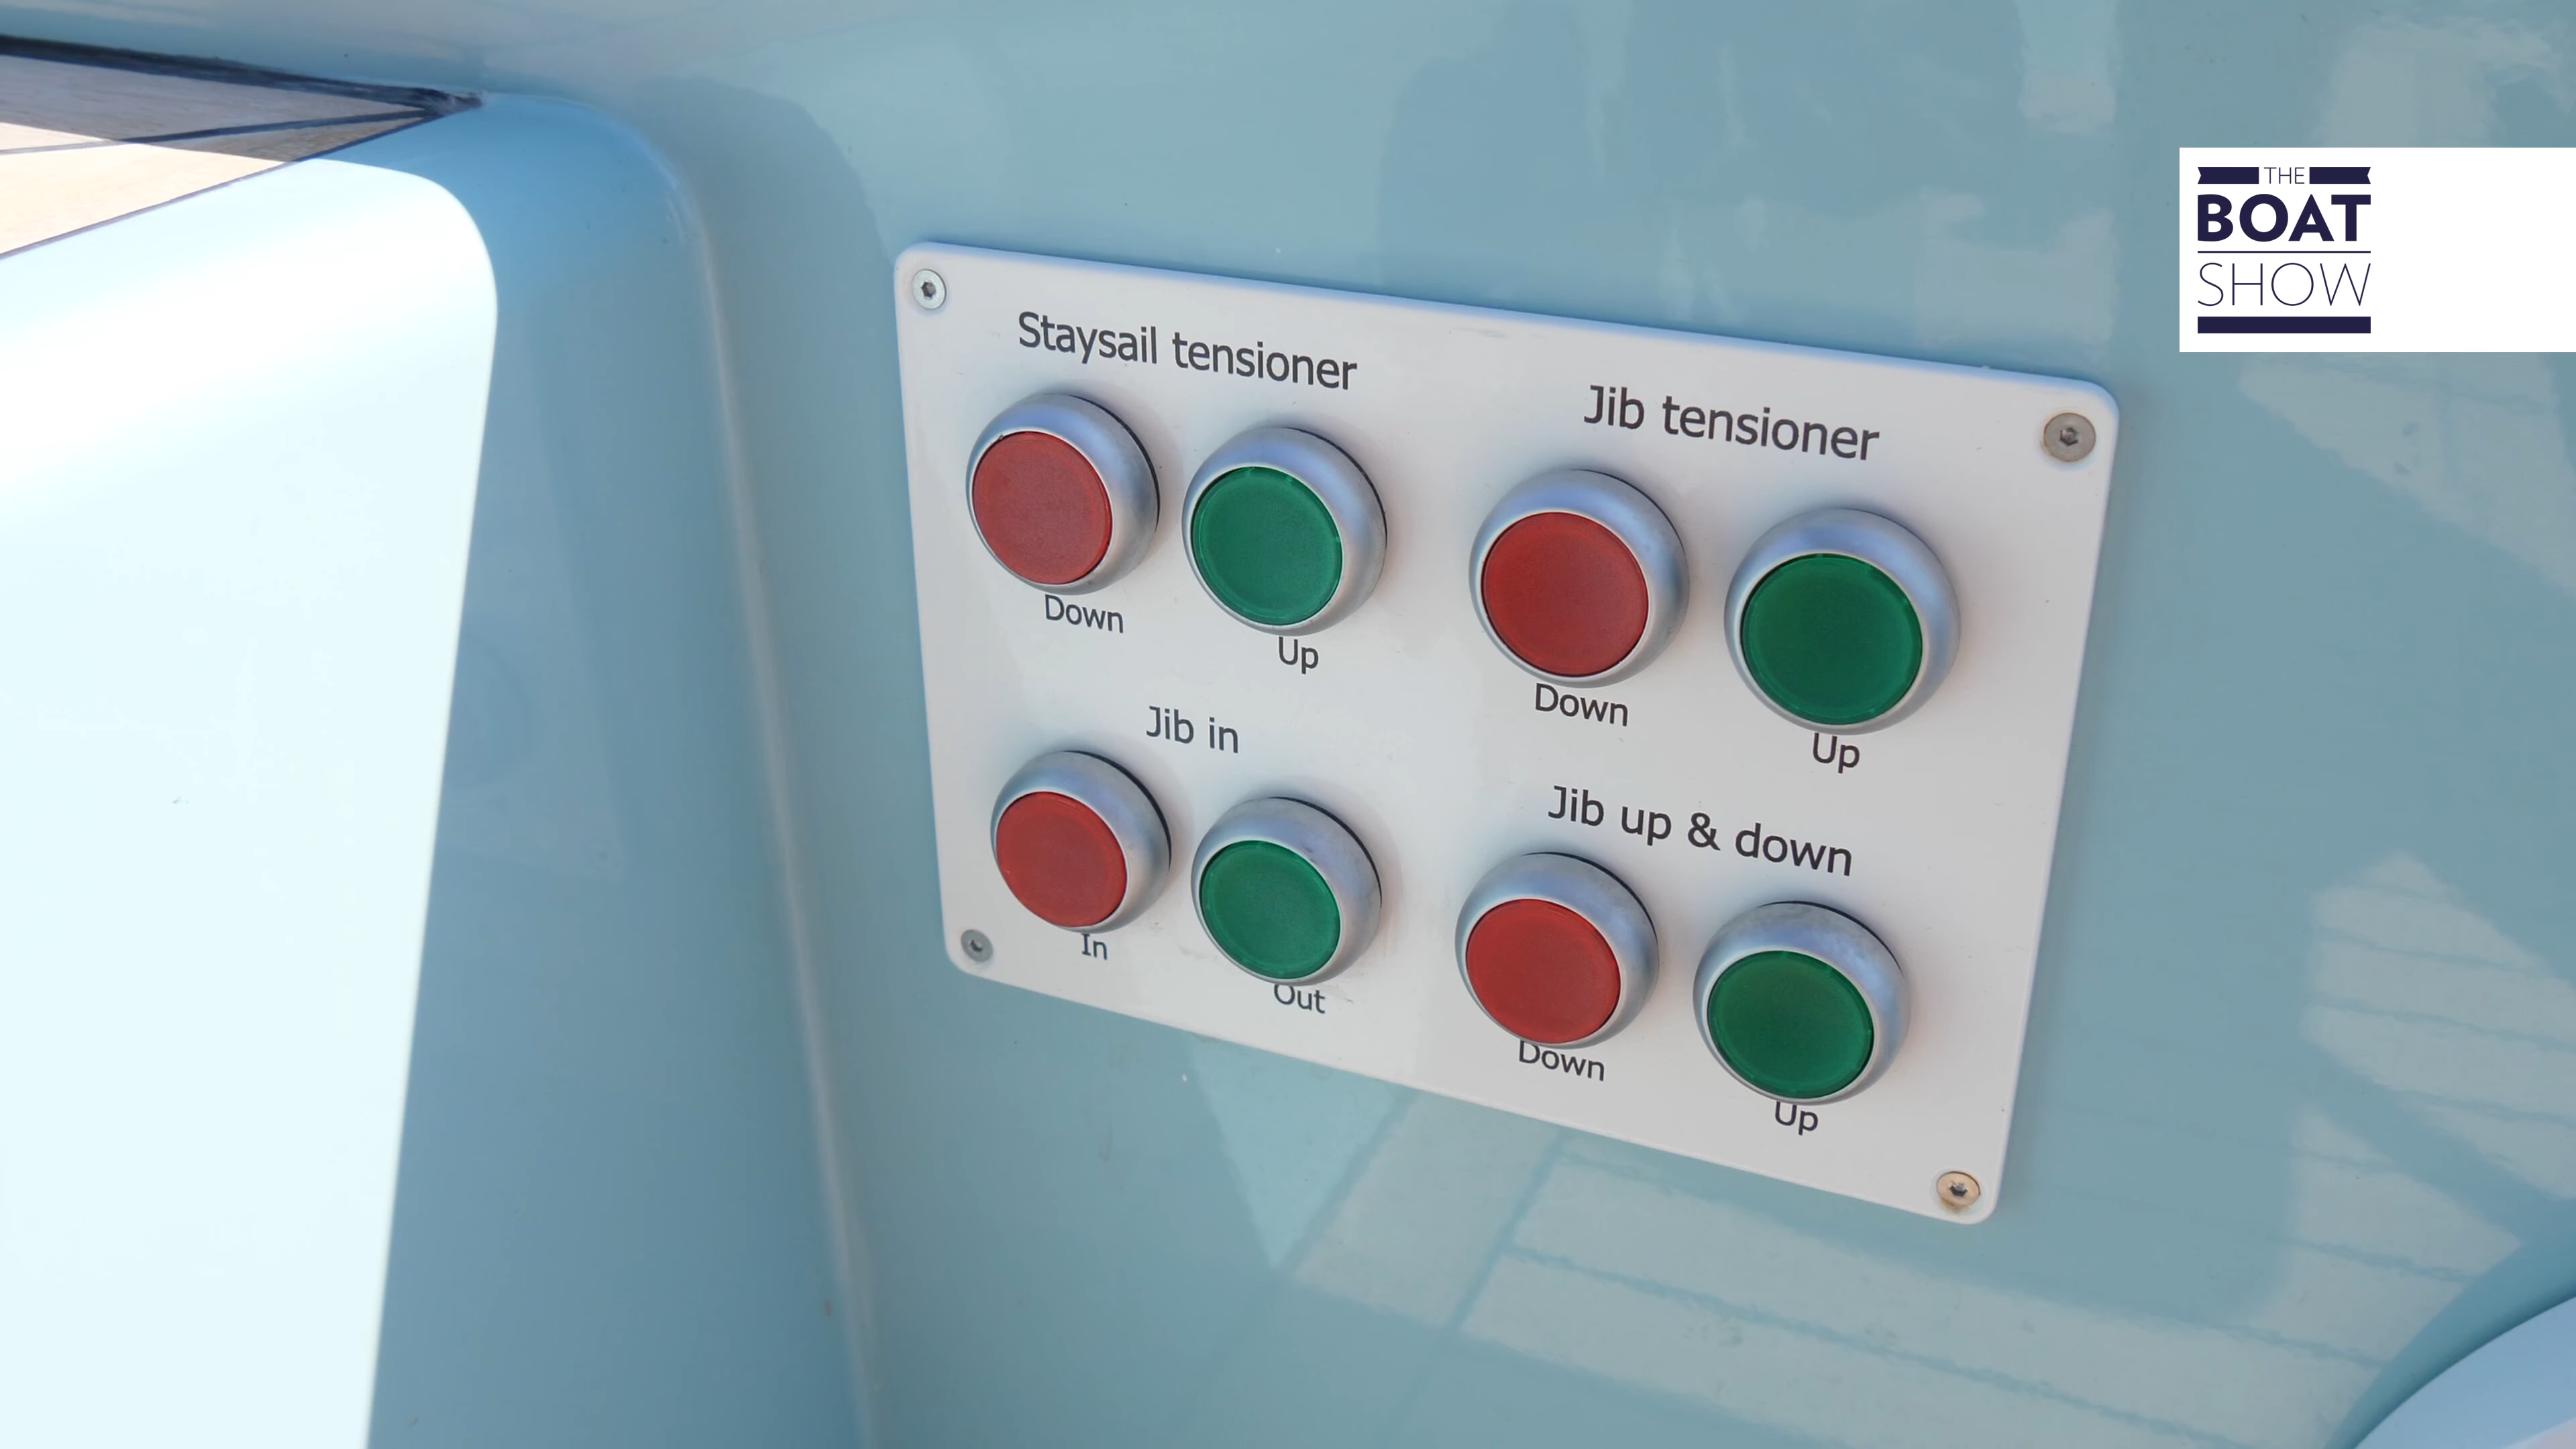 Staysail tensioner
Jib tensioner
Down
Up
Down
Up
Jib in
Jib up & down
In
Out
Down
Up
THE
BOAT
SHOW